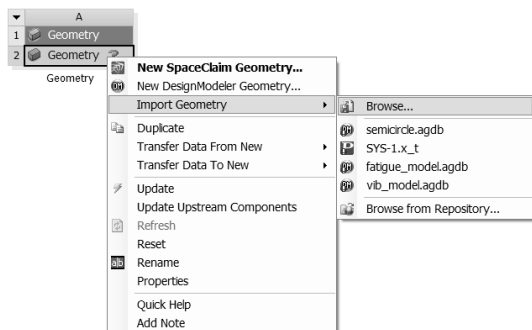 A
1 Geometry
2 Geometry ?
Geometry
New SpaceClaim Geometry...
New DesignModeler Geometry...
Import Geometry
Browse...
semicircle.agdb
SYS-1.x_t
fatigue_model.agdb
vib_model.agdb
Browse from Repository...
Duplicate
Transfer Data From New
Transfer Data To New
Update
Update Upstream Components
Refresh
Reset
a|b Rename
Properties
Quick Help
Add Note